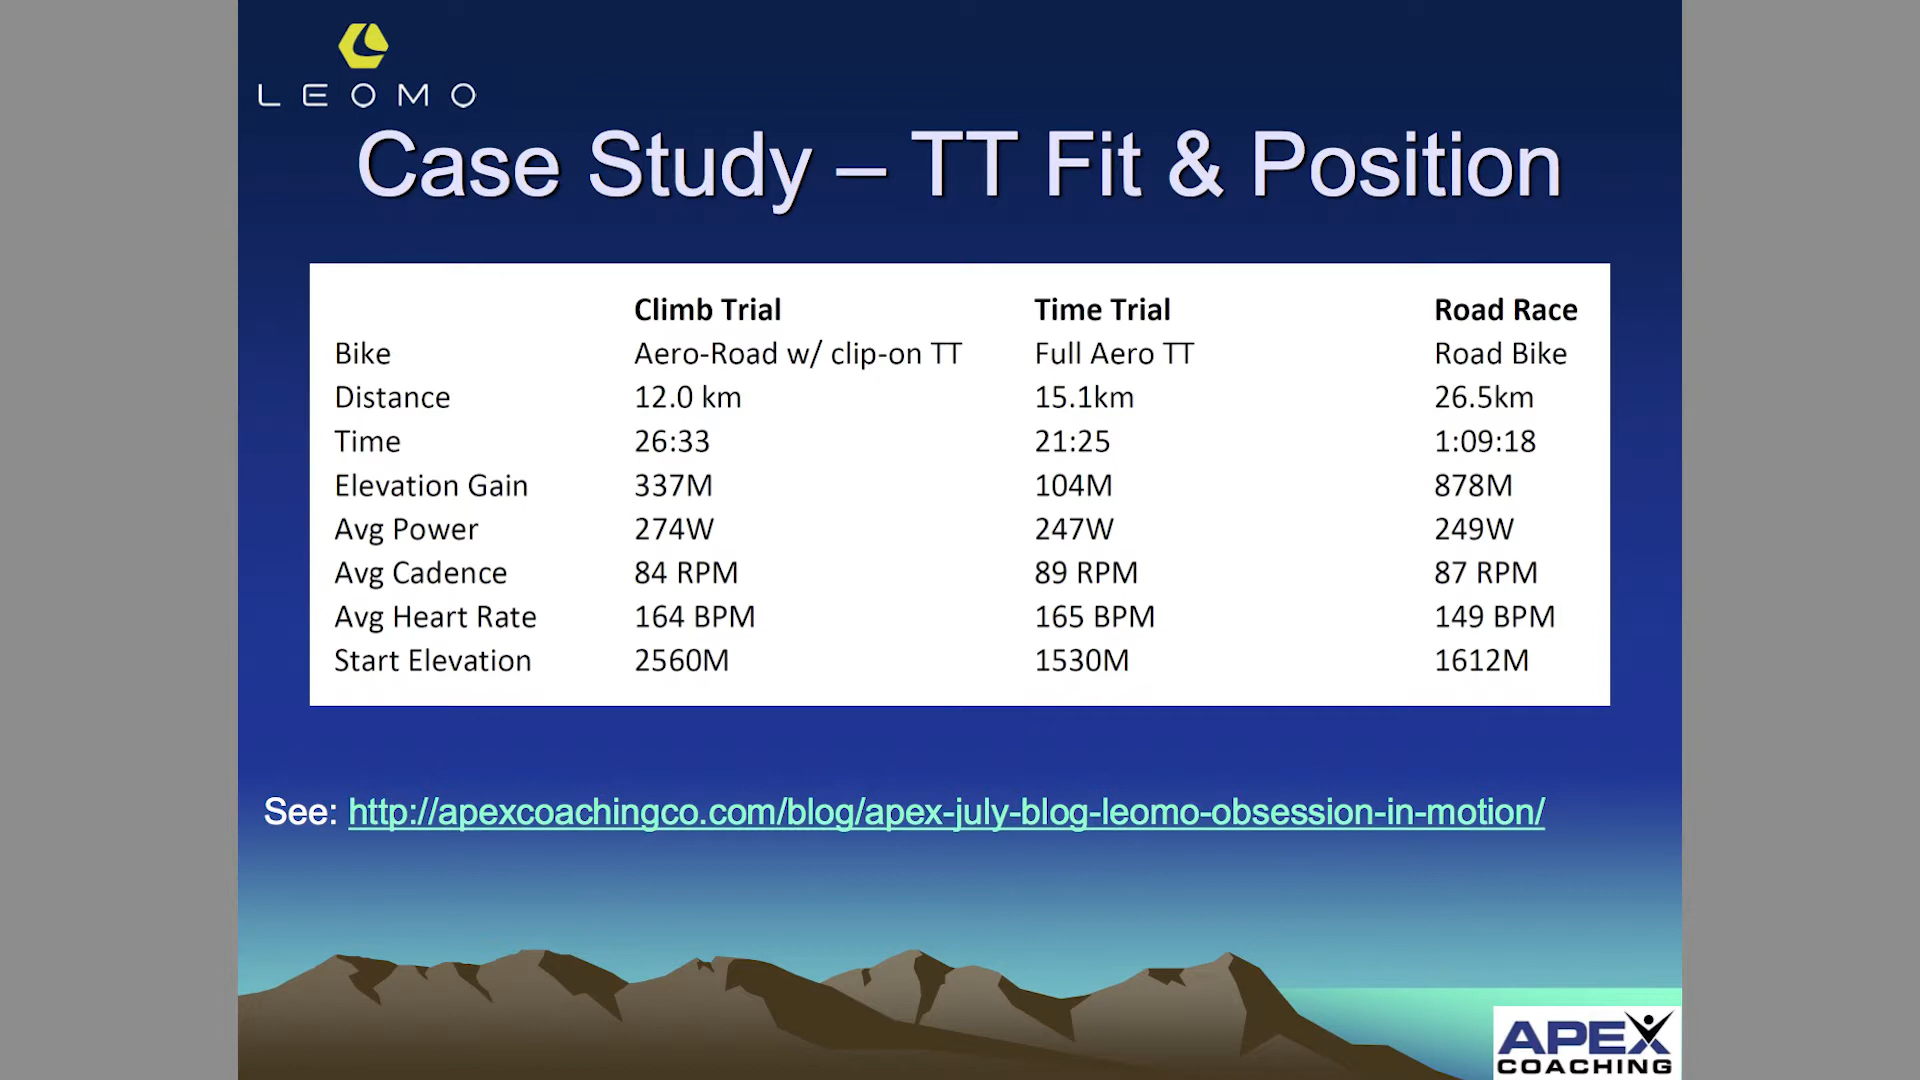 LEOMO
Case Study – TT Fit & Position
Climb Trial Time Trial Road Race
Bike Aero-Road w/ clip-on TT Full Aero TT Road Bike
Distance 12.0 km 15.1km 26.5km
Time 26:33 21:25 1:09:18
Elevation Gain 337M 104M 878M
Avg Power 274W 247W 249W
Avg Cadence 84 RPM 89 RPM 87 RPM
Avg Heart Rate 164 BPM 165 BPM 149 BPM
Start Elevation 2560M 1530M 1612M
See: http://apexcoachingco.com/blog/apex-july-blog-leomo-obsession-in-motion/
APEX
COACHING